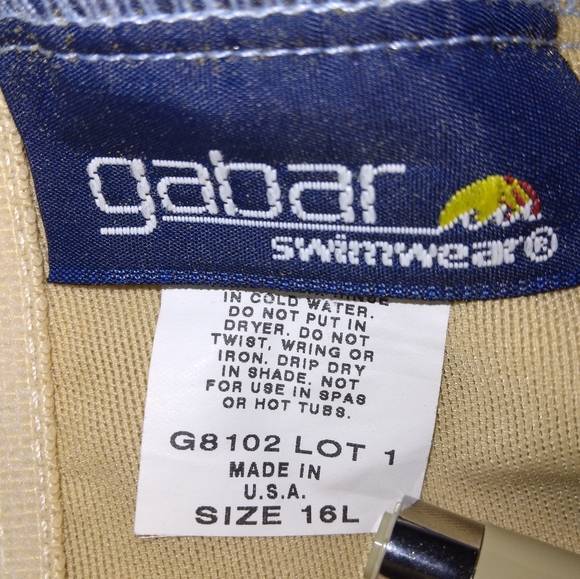 gabar
swimwear®
IN COLD WATER.
DO NOT PUT IN
DRYER. DO NOT
TWIST, WRING OR
IRON. DRIP DRY
IN SHADE. NOT
FOR USE IN SPAS
OR HOT TUBS.
G8102 LOT 1
MADE IN
U.S.A.
SIZE 16L